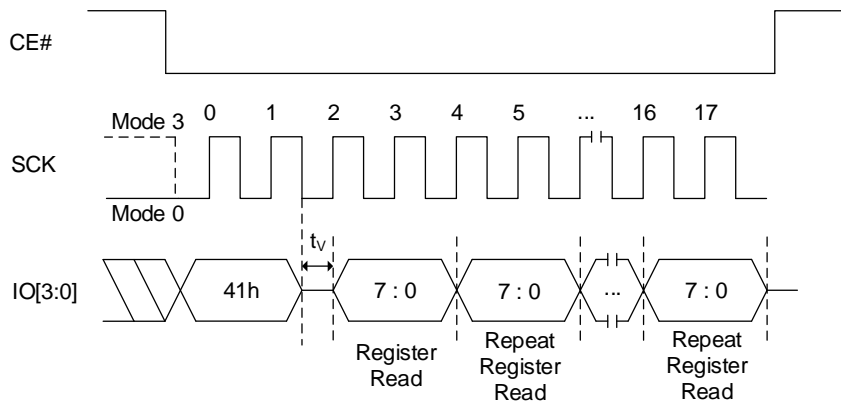 CE#
0 1 2 3 4 5 ... 16 17
Mode 3
SCK
Mode 0
tV
IO[3:0]
41h
7 : 0
7 : 0
...
7 : 0
Register
Read
Repeat
Register
Read
Repeat
Register
Read